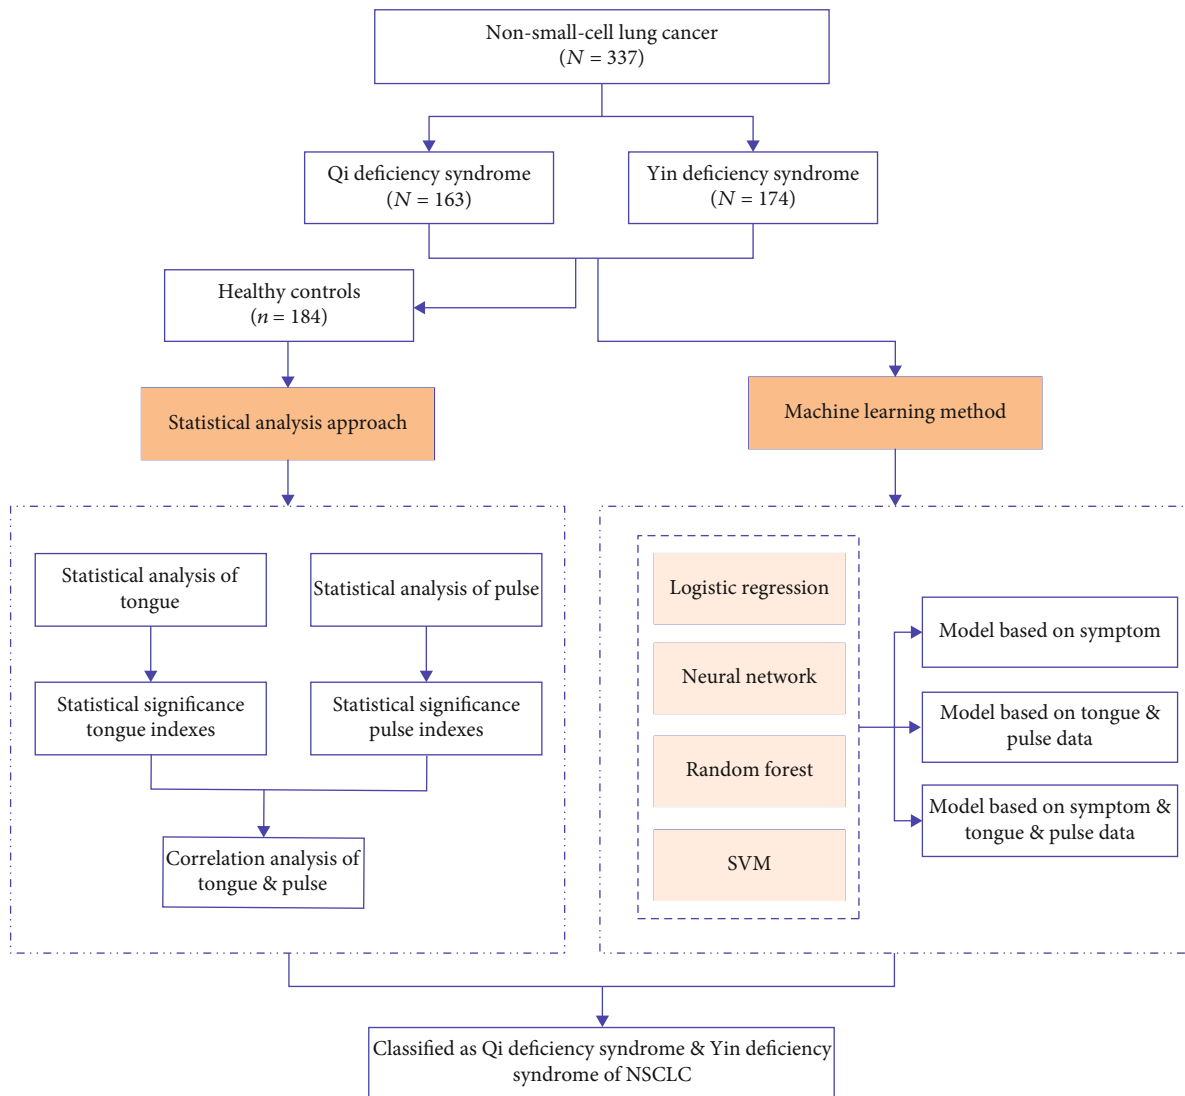 Non-small-cell lung cancer
(N = 337)
Qi deficiency syndrome
(N = 163)
Yin deficiency syndrome
(N = 174)
Healthy controls
(n = 184)
Statistical analysis approach
Machine learning method
Statistical analysis of
tongue
Statistical analysis of pulse
Statistical significance
tongue indexes
Statistical significance
pulse indexes
Correlation analysis of
tongue & pulse
Logistic regression
Neural network
Random forest
SVM
Model based on symptom
Model based on tongue &
pulse data
Model based on symptom &
tongue & pulse data
Classified as Qi deficiency syndrome & Yin deficiency
syndrome of NSCLC